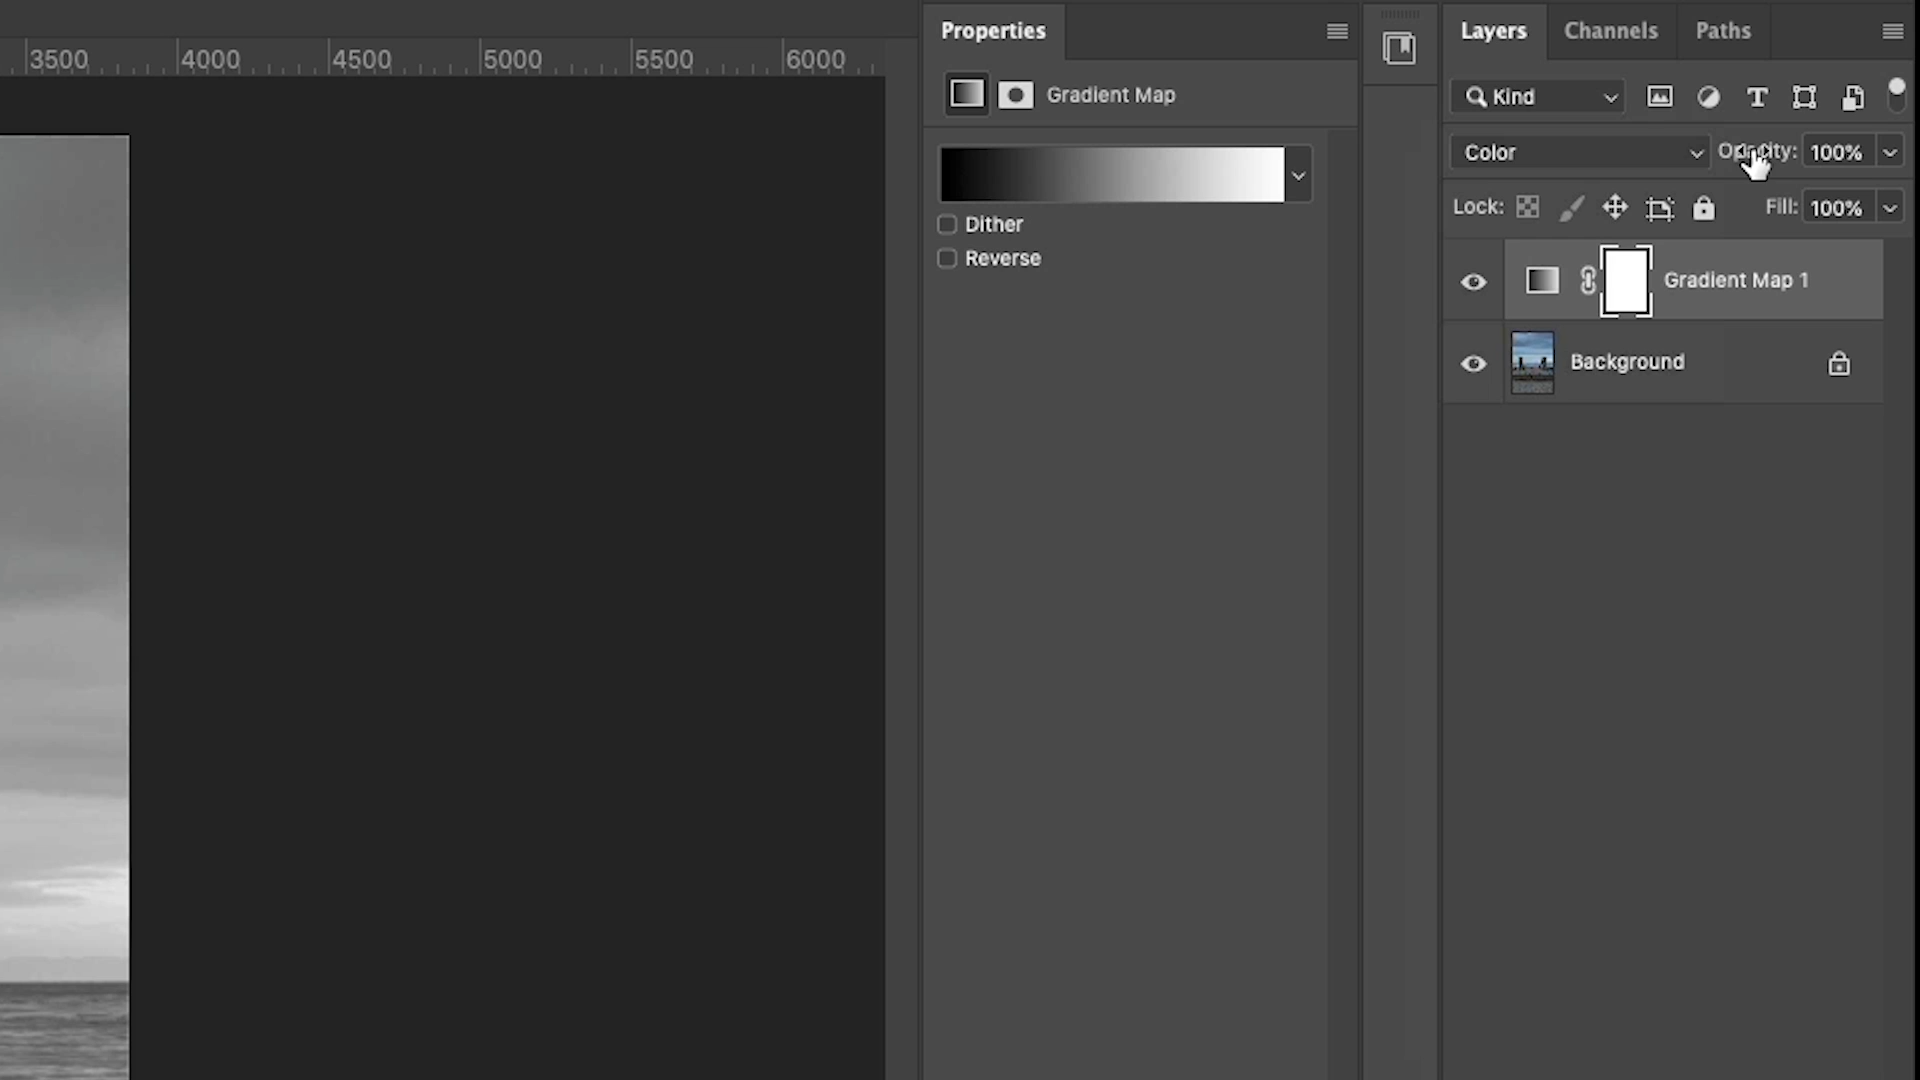 3500 4000 4500 5000 5500 6000
Properties
Gradient Map
Dither
Reverse
Layers Channels Paths
Kind
Color Opacity: 100%
Lock: Fill: 100%
Gradient Map 1
Background